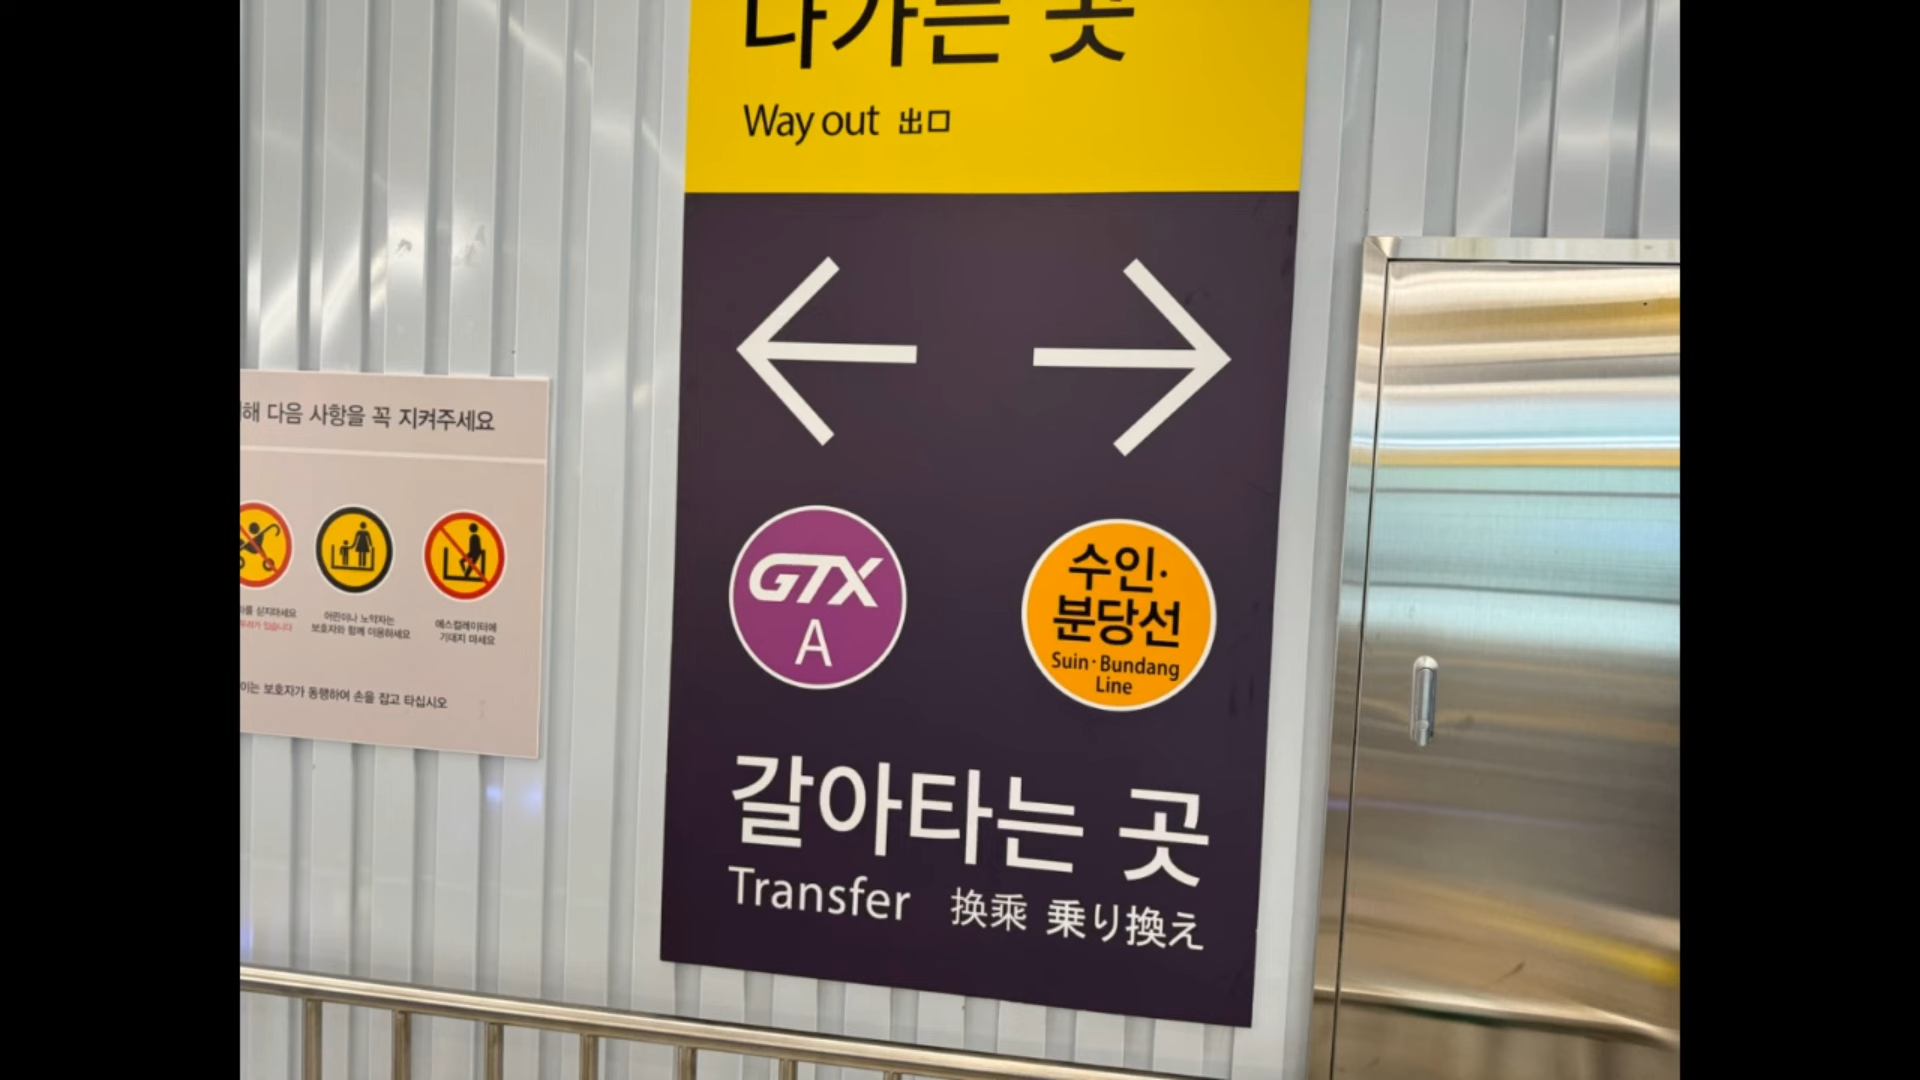 나가는 곳
Way out 出口
해 다음 사항을 꼭 지켜주세요
어린이나 노약자는
보호자와 함께 이용하세요
에스컬레이터에
기대지 마세요
이는 보호자가 동행하여 손을 잡고 타십시오
GTX
A
수인·
분당선
Suin·Bundang
Line
갈아타는 곳
Transfer 换乘 乗り換え